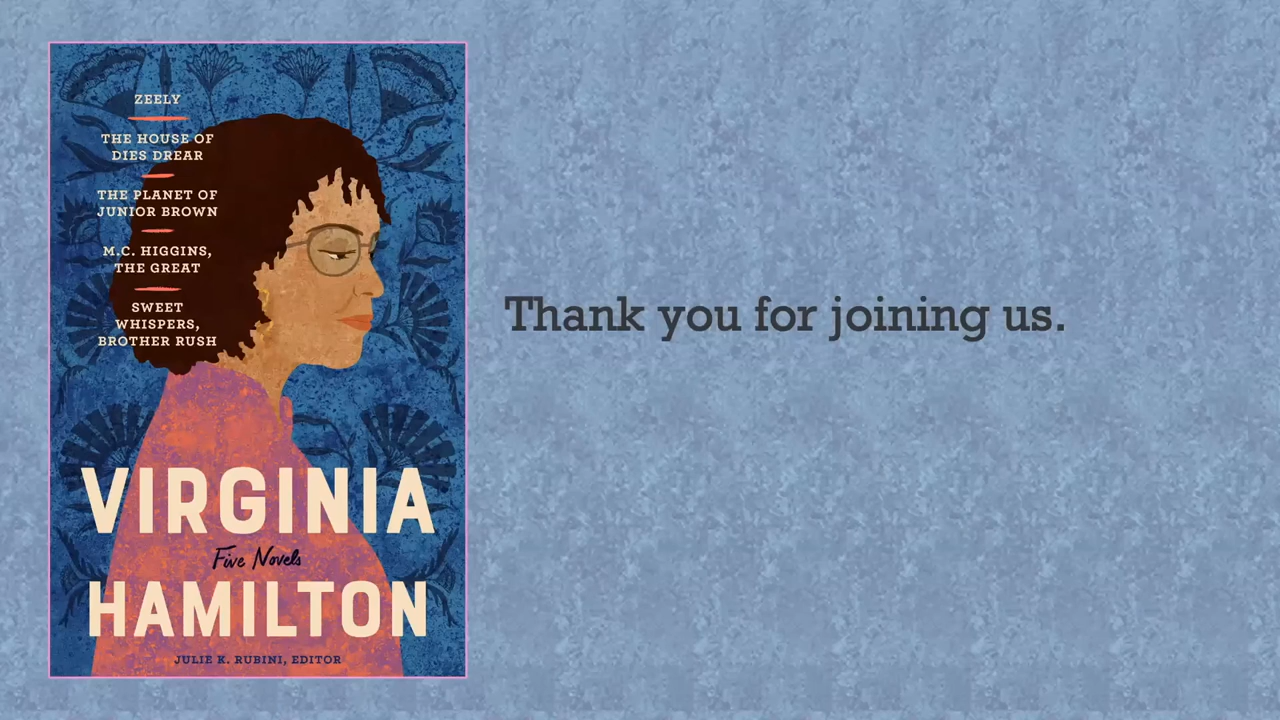 ZEELY
THE HOUSE OF
DIES DREAR
THE PLANET OF
JUNIOR BROWN
M.C. HIGGINS,
THE GREAT
SWEET
WHISPERS,
BROTHER RUSH
VIRGINIA
Five Novels
HAMILTON
JULIE K. RUBINI, EDITOR
Thank you for joining us.